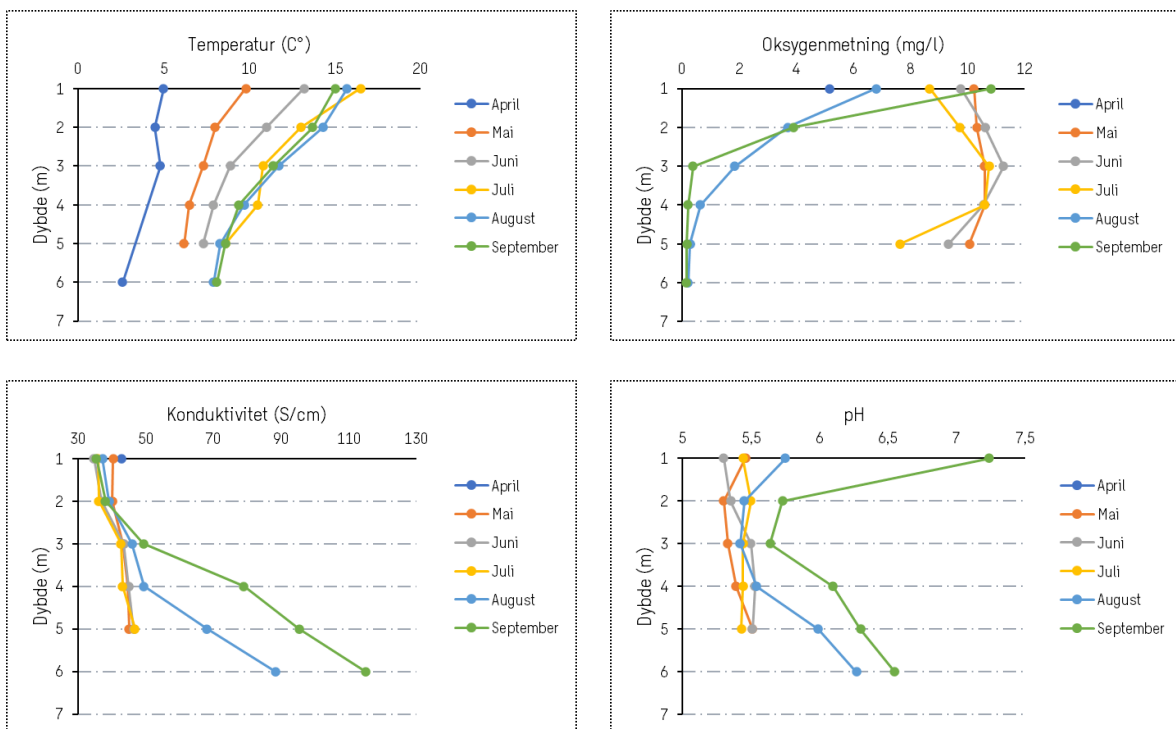 Temperatur (C°)
0 5 10 15 20
1
2
3
4
5
6
7
Dybde (m)
April
Mai
Juni
Juli
August
September
Oksygenmetning (mg/l)
0 2 4 6 8 10 12
1
2
3
4
5
6
7
Dybde (m)
April
Mai
Juni
Juli
August
September
Konduktivitet (S/cm)
30 50 70 90 110 130
1
2
3
4
5
6
7
Dybde (m)
April
Mai
Juni
Juli
August
September
pH
5 5,5 6 6,5 7 7,5
1
2
3
4
5
6
7
Dybde (m)
April
Mai
Juni
Juli
August
September